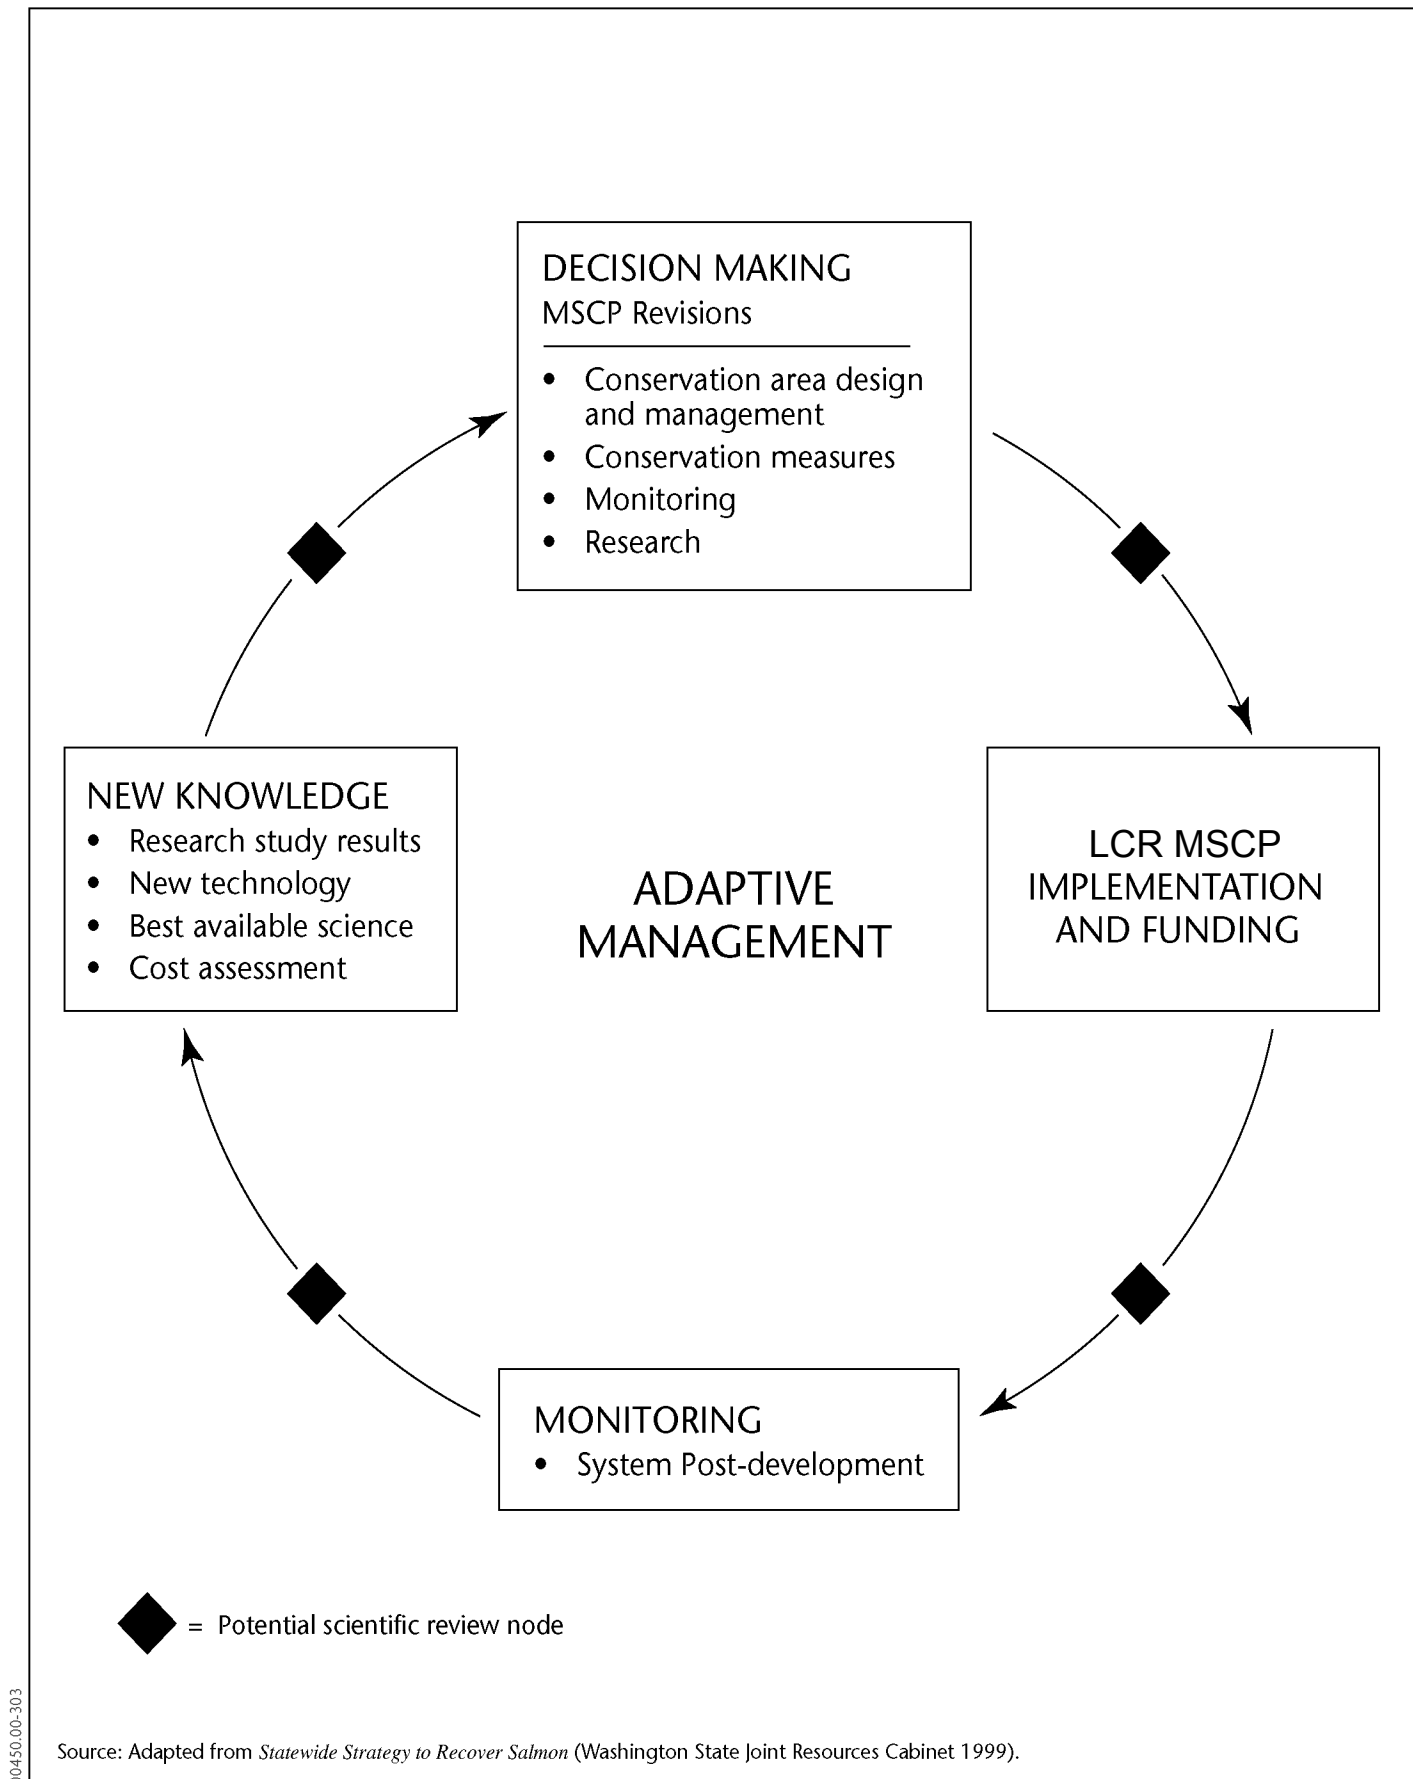 DECISION MAKING
MSCP Revisions
• Conservation area design
and management
• Conservation measures
• Monitoring
• Research
NEW KNOWLEDGE
• Research study results
• New technology
• Best available science
• Cost assessment
ADAPTIVE
MANAGEMENT
LCR MSCP
IMPLEMENTATION
AND FUNDING
MONITORING
• System Post-development
= Potential scientific review node
Source: Adapted from Statewide Strategy to Recover Salmon (Washington State Joint Resources Cabinet 1999).
00450.00-303